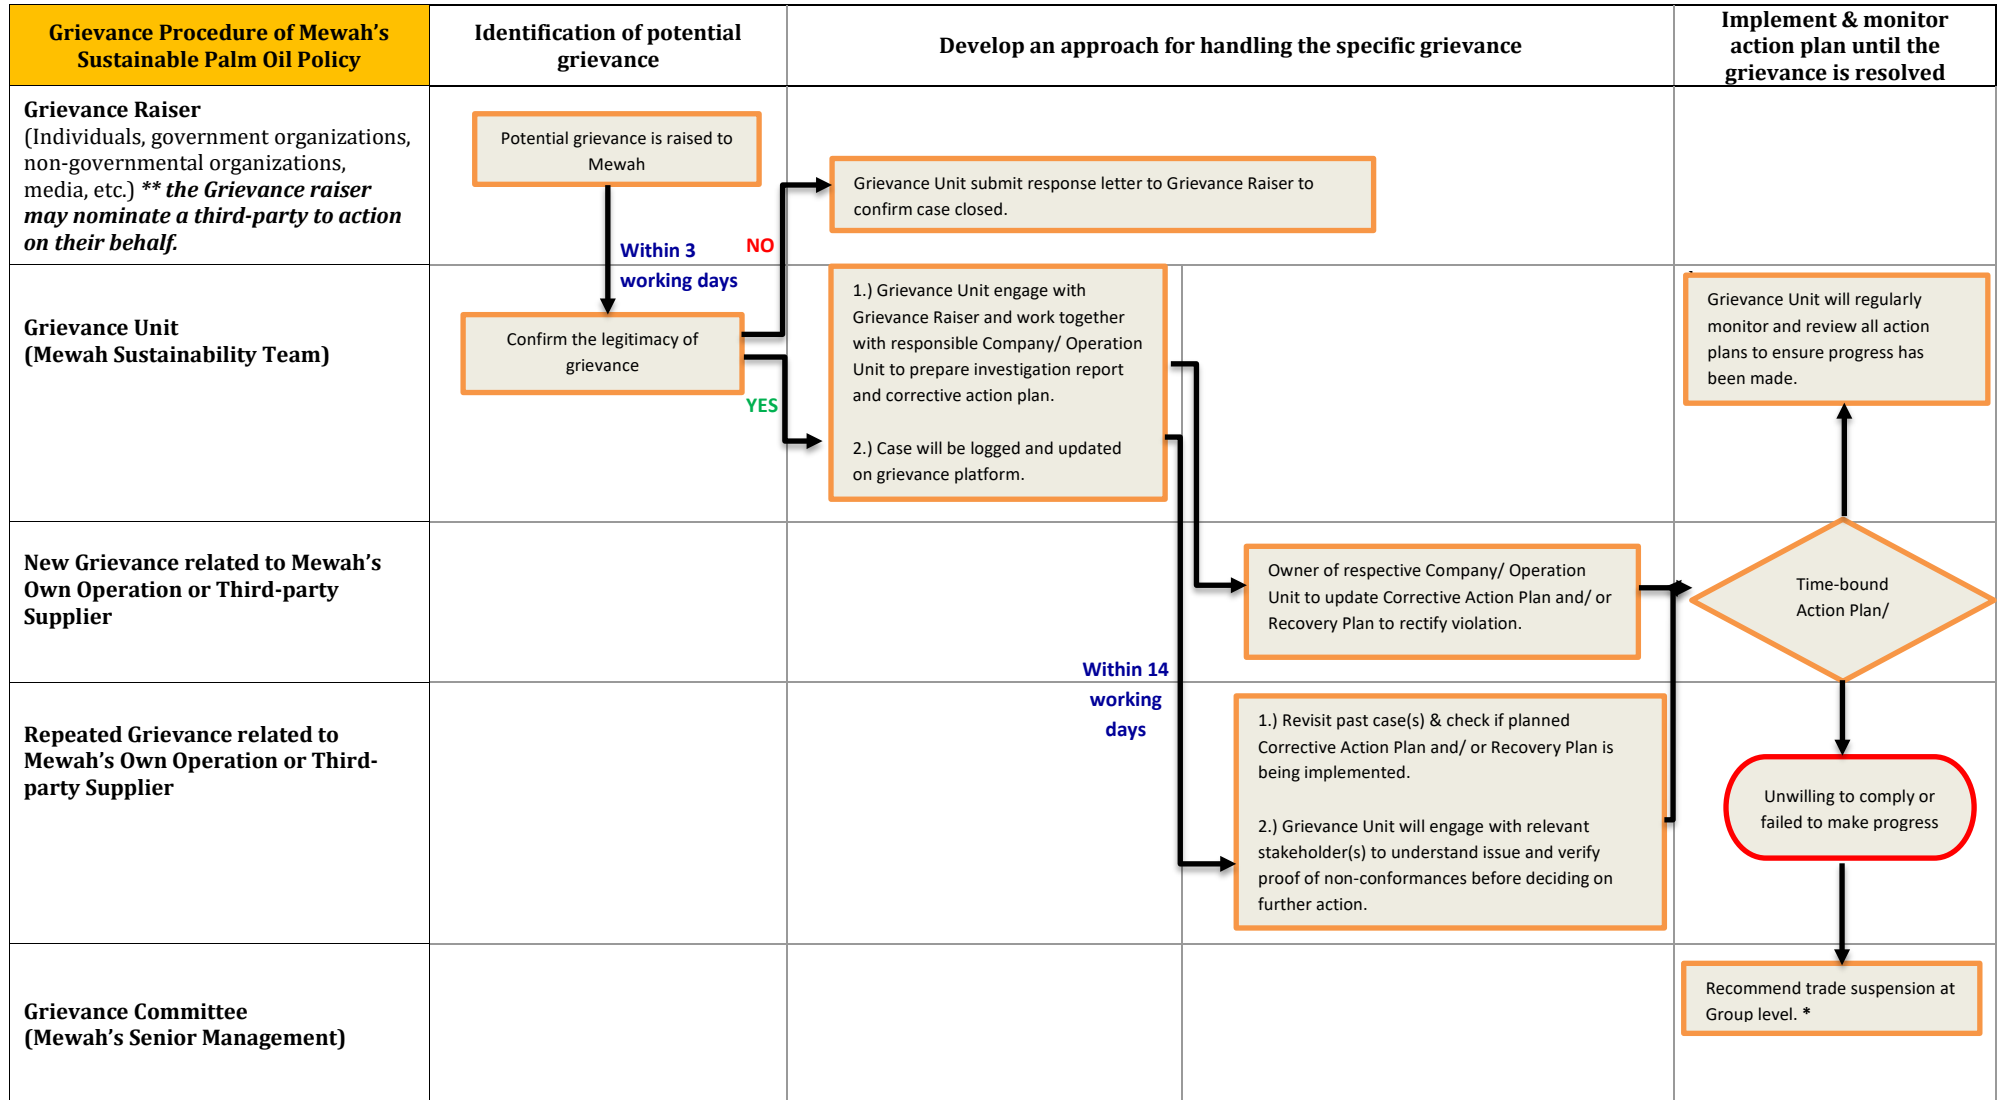 Grievance Procedure of Mewah’s
Sustainable Palm Oil Policy
Identification of potential
grievance
Develop an approach for handling the specific grievance
Implement & monitor
action plan until the
grievance is resolved
Grievance Raiser
(Individuals, government organizations,
non-governmental organizations,
media, etc.) ** the Grievance raiser
may nominate a third-party to action
on their behalf.
Potential grievance is raised to
Mewah
Grievance Unit submit response letter to Grievance Raiser to
confirm case closed.
Within 3
working days
NO
Grievance Unit
(Mewah Sustainability Team)
Confirm the legitimacy of
grievance
YES
1.) Grievance Unit engage with
Grievance Raiser and work together
with responsible Company/ Operation
Unit to prepare investigation report
and corrective action plan.
2.) Case will be logged and updated
on grievance platform.
Grievance Unit will regularly
monitor and review all action
plans to ensure progress has
been made.
New Grievance related to Mewah’s
Own Operation or Third-party
Supplier
Owner of respective Company/ Operation
Unit to update Corrective Action Plan and/ or
Recovery Plan to rectify violation.
Time-bound
Action Plan/
Within 14
working
days
Repeated Grievance related to
Mewah’s Own Operation or Third-
party Supplier
1.) Revisit past case(s) & check if planned
Corrective Action Plan and/ or Recovery Plan is
being implemented.
2.) Grievance Unit will engage with relevant
stakeholder(s) to understand issue and verify
proof of non-conformances before deciding on
further action.
Unwilling to comply or
failed to make progress
Grievance Committee
(Mewah’s Senior Management)
Recommend trade suspension at
Group level. *